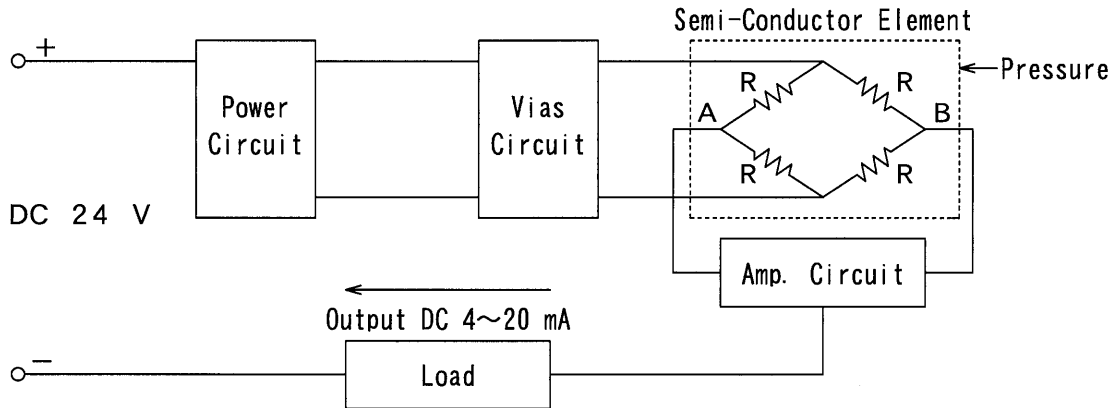 Semi-Conductor Element
+
Pressure
R
R
Power
Circuit
Vias
Circuit
A
B
R
R
DC 24 V
Amp. Circuit
Output DC 4～20 mA
−
Load